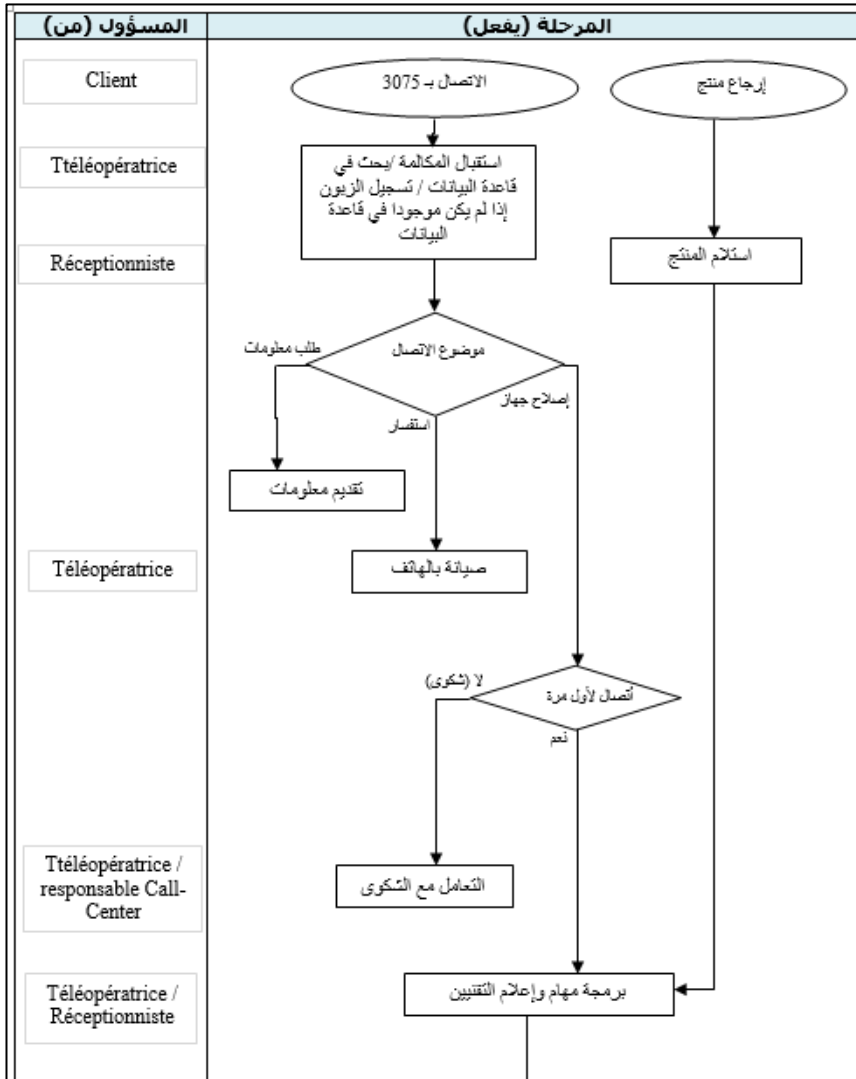 المسؤول (من)
المرحلة (يفعل)
Client
الاتصال بـ 3075
إرجاع منتج
Ttéléopératrice
استقبال المكالمة /بحث في
قاعدة البيانات / تسجيل الزبون
إذا لم يكن موجودا في قاعدة
البيانات
Réceptionniste
استلام المنتج
موضوع الاتصال
طلب معلومات
إصلاح جهاز
استفسار
تقديم معلومات
Téléopératrice
صيانة بالهاتف
لا (شكوى)
أتصال لأول مرة
نعم
Ttéléopératrice /
responsable Call-
Center
التعامل مع الشكوى
Téléopératrice /
Réceptionniste
برمجة مهام وإعلام التقنيين